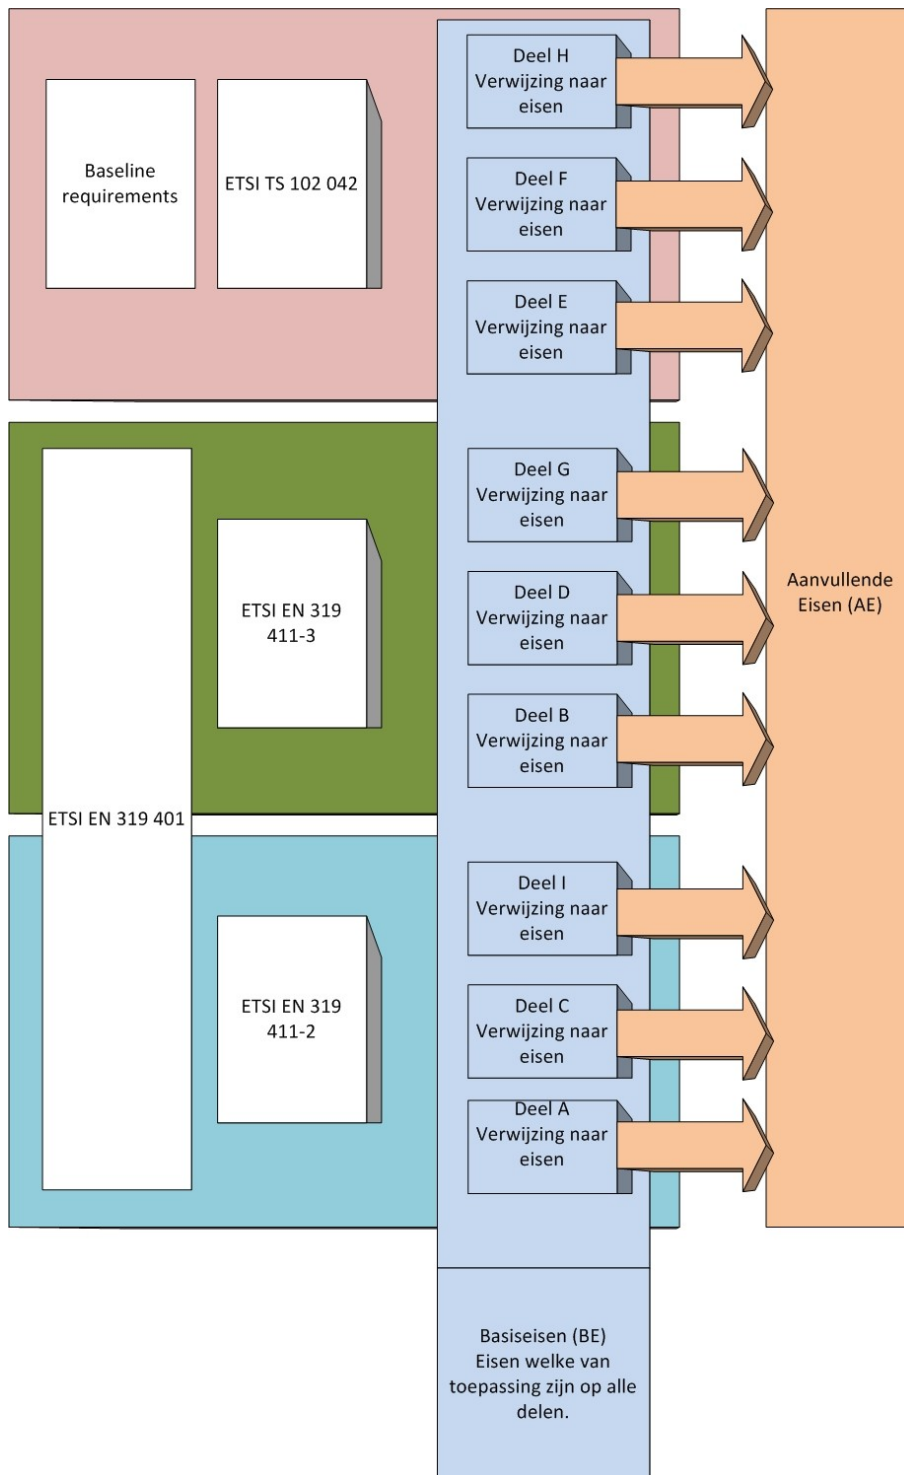 Baseline
requirements
ETSI TS 102 042
Deel H
Verwijzing naar
eisen
Deel F
Verwijzing naar
eisen
Deel E
Verwijzing naar
eisen
ETSI EN 319 401
ETSI EN 319
411-3
Deel G
Verwijzing naar
eisen
Deel D
Verwijzing naar
eisen
Deel B
Verwijzing naar
eisen
ETSI EN 319
411-2
Deel I
Verwijzing naar
eisen
Deel C
Verwijzing naar
eisen
Deel A
Verwijzing naar
eisen
Aanvullende
Eisen (AE)
Basiseisen (BE)
Eisen welke van
toepassing zijn op alle
delen.